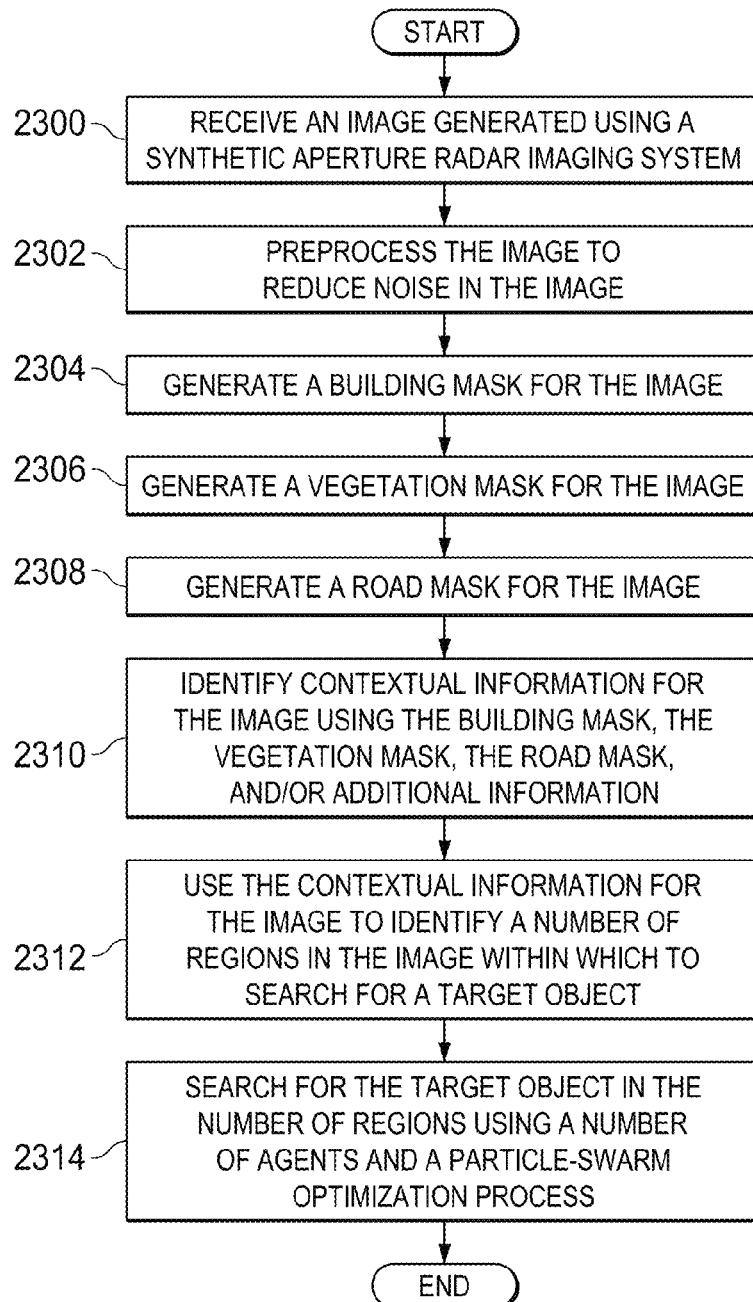 START
2300
RECEIVE AN IMAGE GENERATED USING A
SYNTHETIC APERTURE RADAR IMAGING SYSTEM
2302
PREPROCESS THE IMAGE TO
REDUCE NOISE IN THE IMAGE
2304
GENERATE A BUILDING MASK FOR THE IMAGE
2306
GENERATE A VEGETATION MASK FOR THE IMAGE
2308
GENERATE A ROAD MASK FOR THE IMAGE
2310
IDENTIFY CONTEXTUAL INFORMATION FOR
THE IMAGE USING THE BUILDING MASK, THE
VEGETATION MASK, THE ROAD MASK,
AND/OR ADDITIONAL INFORMATION
2312
USE THE CONTEXTUAL INFORMATION FOR
THE IMAGE TO IDENTIFY A NUMBER OF
REGIONS IN THE IMAGE WITHIN WHICH TO
SEARCH FOR A TARGET OBJECT
2314
SEARCH FOR THE TARGET OBJECT IN THE
NUMBER OF REGIONS USING A NUMBER
OF AGENTS AND A PARTICLE-SWARM
OPTIMIZATION PROCESS
END